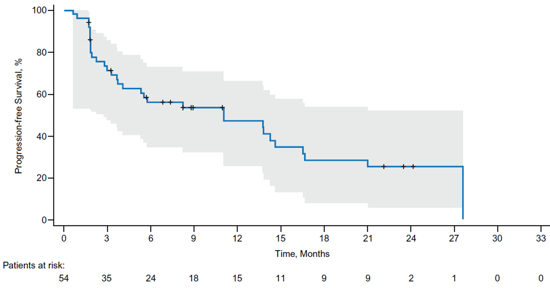 Progression-free Survival, %
100
80
60
40
20
0
0 3 6 9 12 15 18 21 24 27 30 33
Time, Months
Patients at risk:
54 35 24 18 15 11 9 9 2 1 0 0